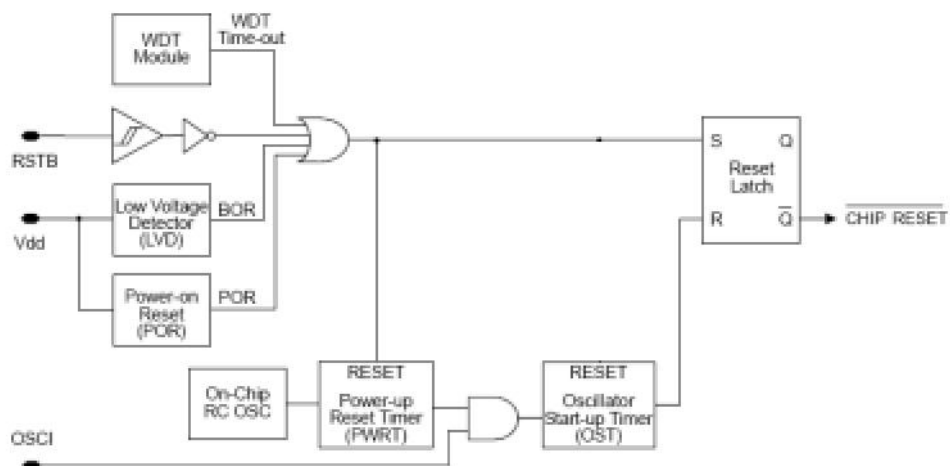 WDT
Module
WDT
Time-out
RSTB
Low Voltage
Detector
(LVD)
BOR
Vdd
Power-on
Reset
(POR)
POR
S
Q
Reset
Latch
R
Q
CHIP RESET
On-Chip
RC OSC
RESET
Power-up
Reset Timer
(PWRT)
RESET
Oscillator
Start-up Timer
(OST)
OSCI